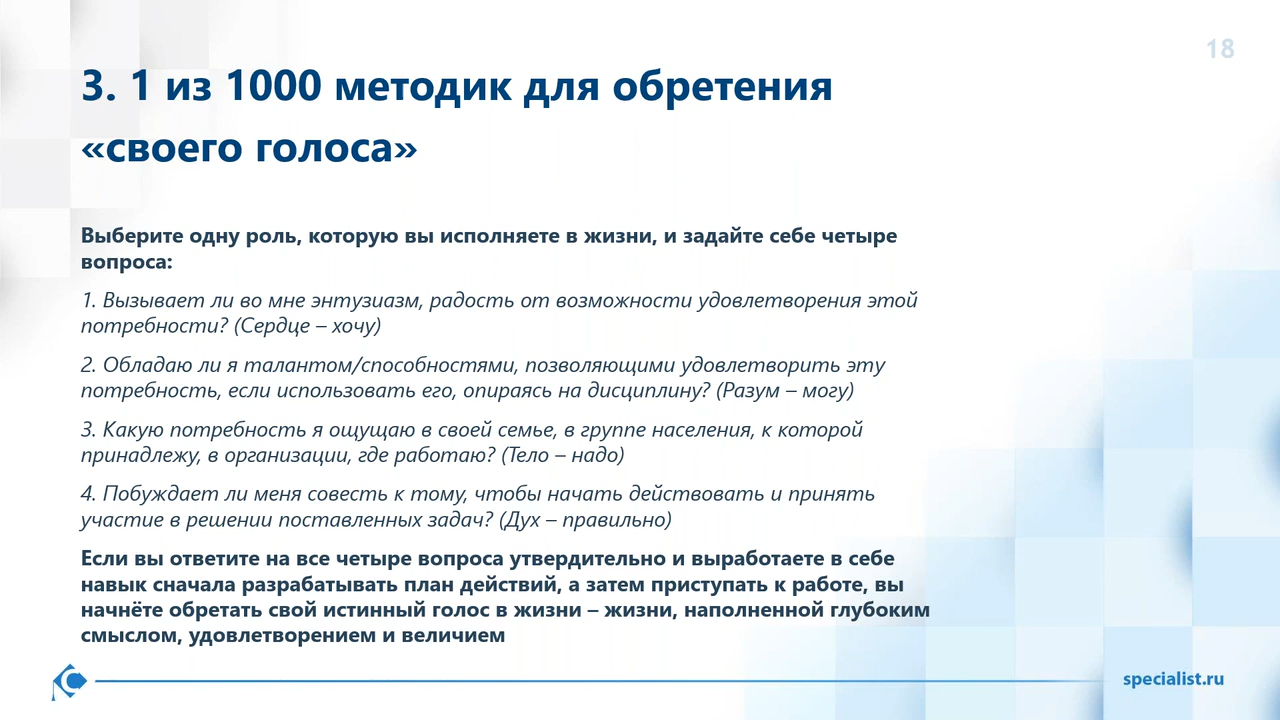 18
3. 1 из 1000 методик для обретения
«своего голоса»
Выберите одну роль, которую вы исполняете в жизни, и задайте себе четыре
вопроса:
1. Вызывает ли во мне энтузиазм, радость от возможности удовлетворения этой
потребности? (Сердце – хочу)
2. Обладаю ли я талантом/способностями, позволяющими удовлетворить эту
потребность, если использовать его, опираясь на дисциплину? (Разум – могу)
3. Какую потребность я ощущаю в своей семье, в группе населения, к которой
принадлежу, в организации, где работаю? (Тело – надо)
4. Побуждает ли меня совесть к тому, чтобы начать действовать и принять
участие в решении поставленных задач? (Дух – правильно)
Если вы ответите на все четыре вопроса утвердительно и выработаете в себе
навык сначала разрабатывать план действий, а затем приступать к работе, вы
начнёте обретать свой истинный голос в жизни – жизни, наполненной глубоким
смыслом, удовлетворением и величием
specialist.ru